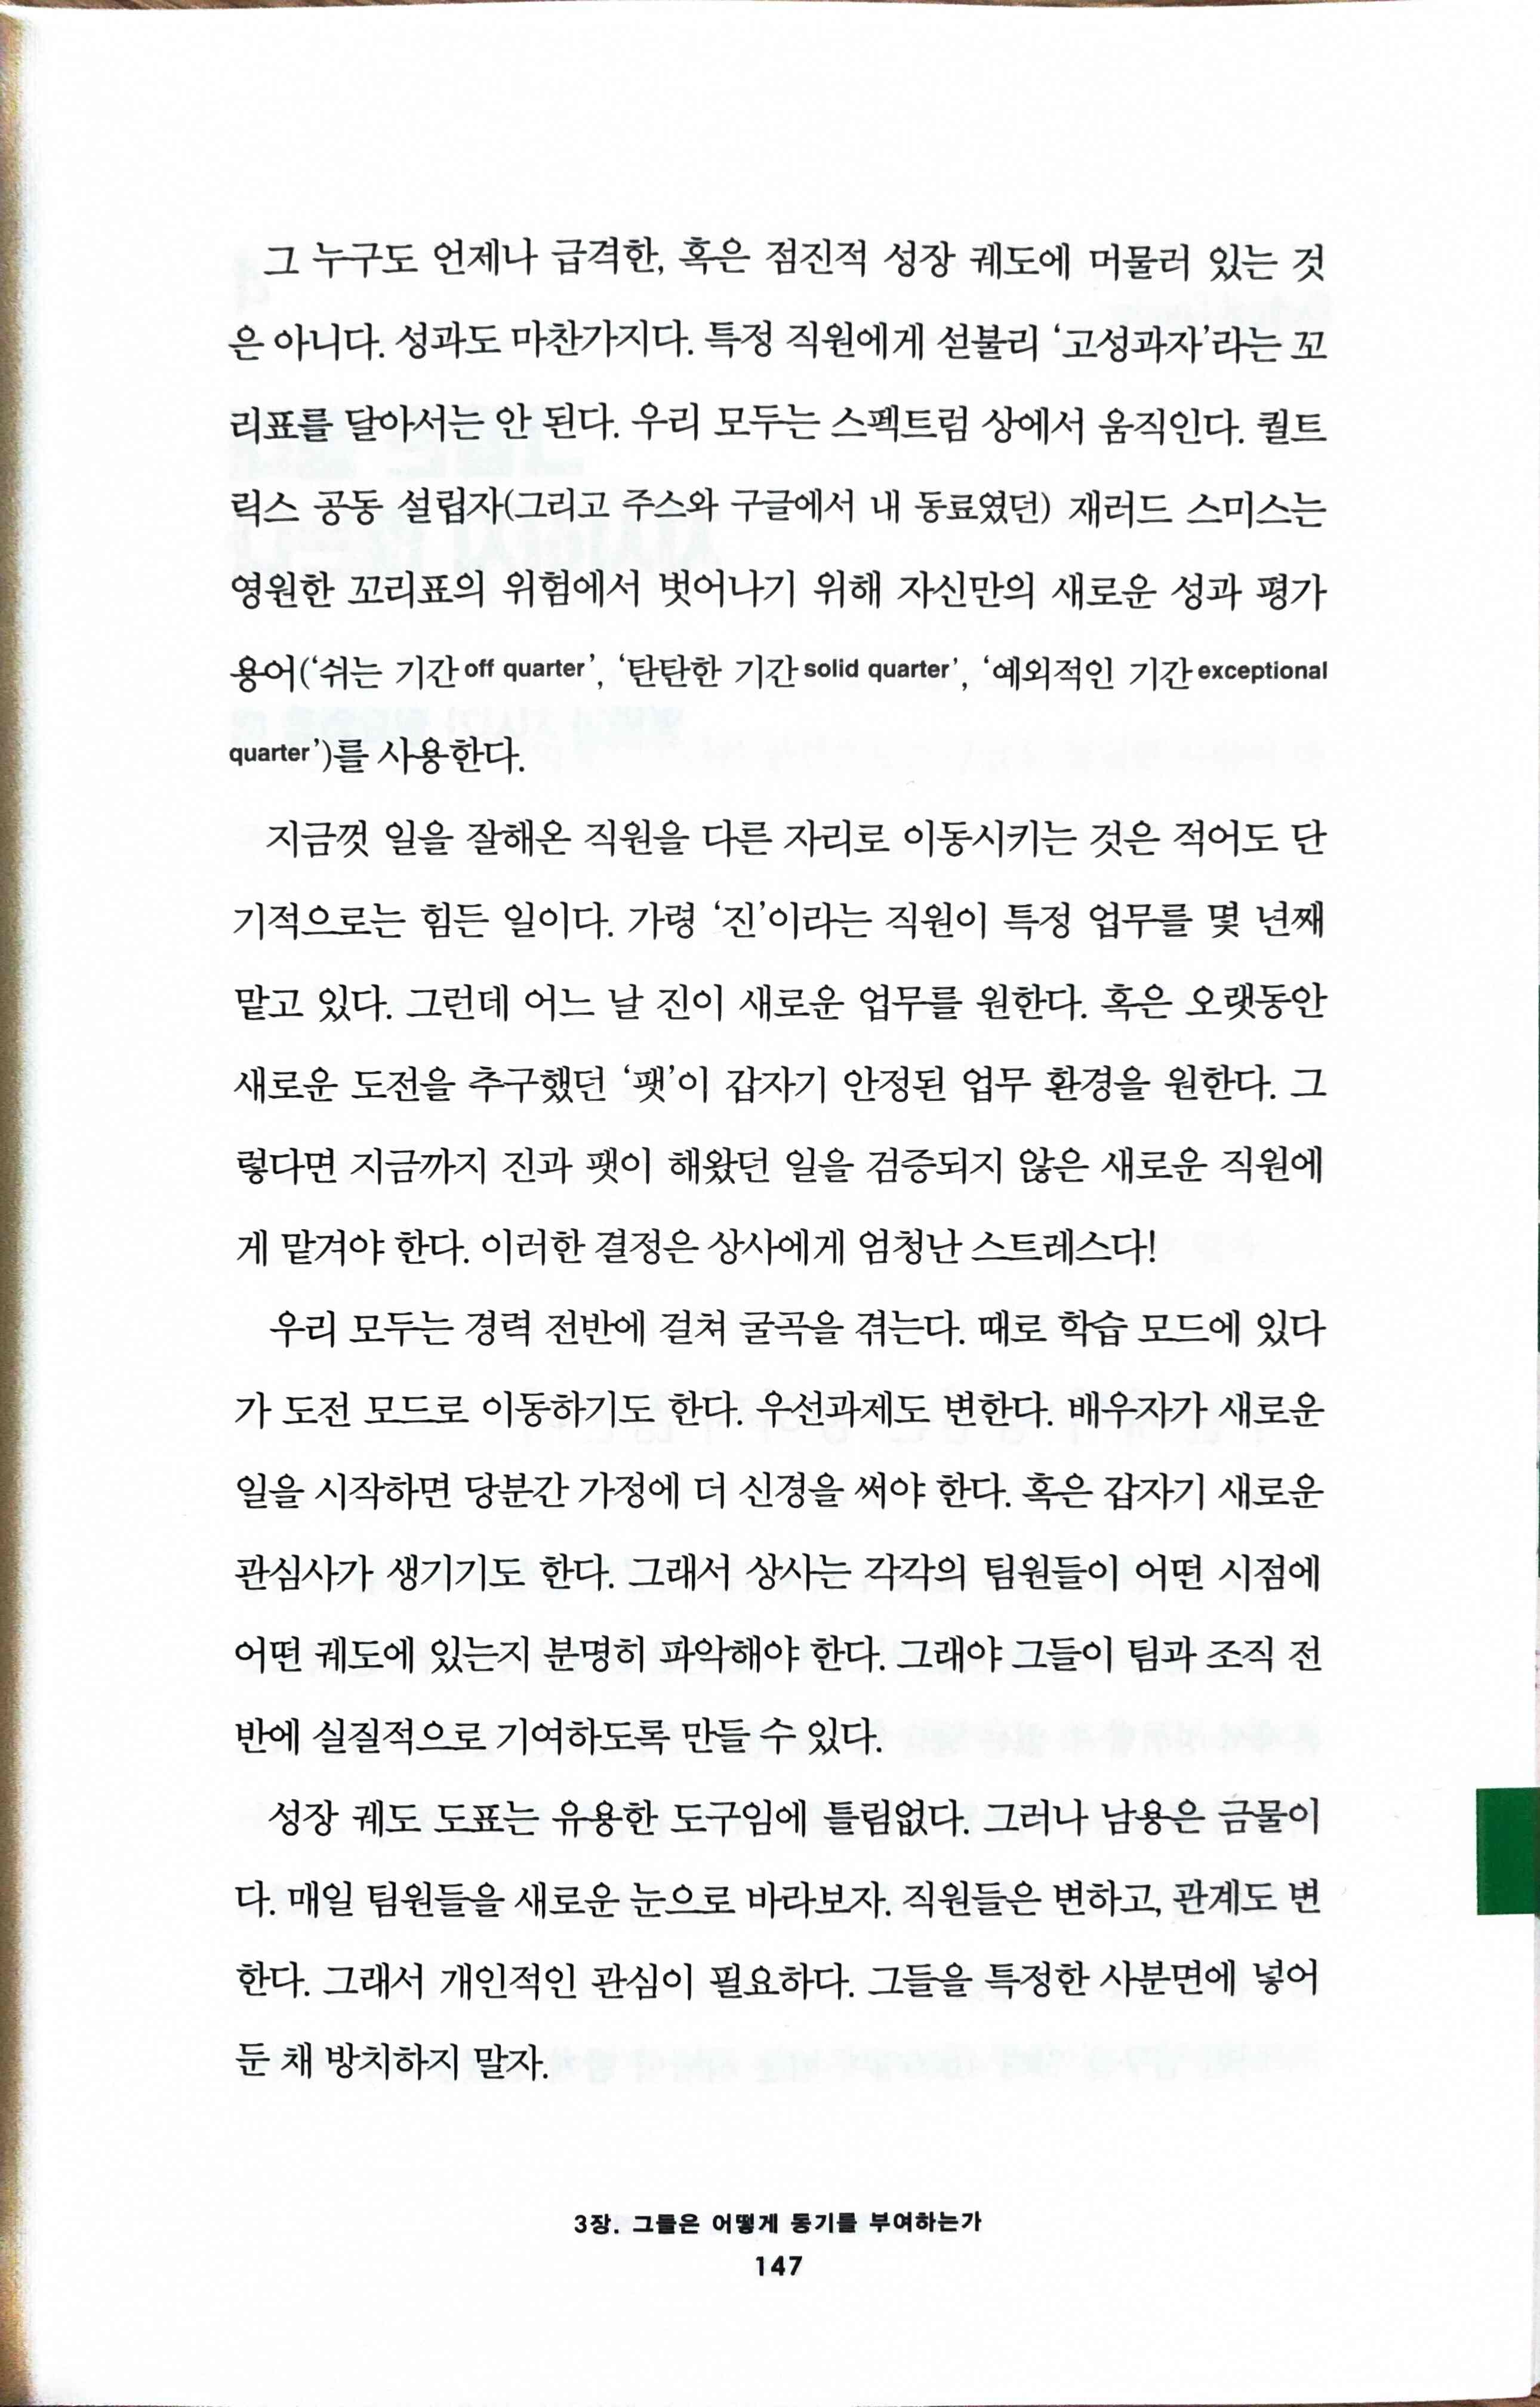 그 누구도 언제나 급격한, 혹은 점진적 성장 궤도에 머물러 있는 것
은 아니다. 성과도 마찬가지다. 특정 직원에게 섣불리 ‘고성과자’라는 꼬
리표를 달아서는 안 된다. 우리 모두는 스펙트럼 상에서 움직인다. 퀄트
릭스 공동 설립자(그리고 주스와 구글에서 내 동료였던) 재러드 스미스는
영원한 꼬리표의 위험에서 벗어나기 위해 자신만의 새로운 성과 평가
용어(‘쉬는 기간off quarter’, ‘탄탄한 기간solid quarter’, ‘예외적인 기간exceptional
quarter’)를 사용한다.
지금껏 일을 잘해온 직원을 다른 자리로 이동시키는 것은 적어도 단
기적으로는 힘든 일이다. 가령 ‘진’이라는 직원이 특정 업무를 몇 년째
맡고 있다. 그런데 어느 날 진이 새로운 업무를 원한다. 혹은 오랫동안
새로운 도전을 추구했던 ‘팻’이 갑자기 안정된 업무 환경을 원한다. 그
렇다면 지금까지 진과 팻이 해왔던 일을 검증되지 않은 새로운 직원에
게 맡겨야 한다. 이러한 결정은 상사에게 엄청난 스트레스다!
우리 모두는 경력 전반에 걸쳐 굴곡을 겪는다. 때로 학습 모드에 있다
가 도전 모드로 이동하기도 한다. 우선과제도 변한다. 배우자가 새로운
일을 시작하면 당분간 가정에 더 신경을 써야 한다. 혹은 갑자기 새로운
관심사가 생기기도 한다. 그래서 상사는 각각의 팀원들이 어떤 시점에
어떤 궤도에 있는지 분명히 파악해야 한다. 그래야 그들이 팀과 조직 전
반에 실질적으로 기여하도록 만들 수 있다.
성장 궤도 도표는 유용한 도구임에 틀림없다. 그러나 남용은 금물이
다. 매일 팀원들을 새로운 눈으로 바라보자. 직원들은 변하고, 관계도 변
한다. 그래서 개인적인 관심이 필요하다. 그들을 특정한 사분면에 넣어
둔 채 방치하지 말자.
3장. 그들은 어떻게 동기를 부여하는가
147